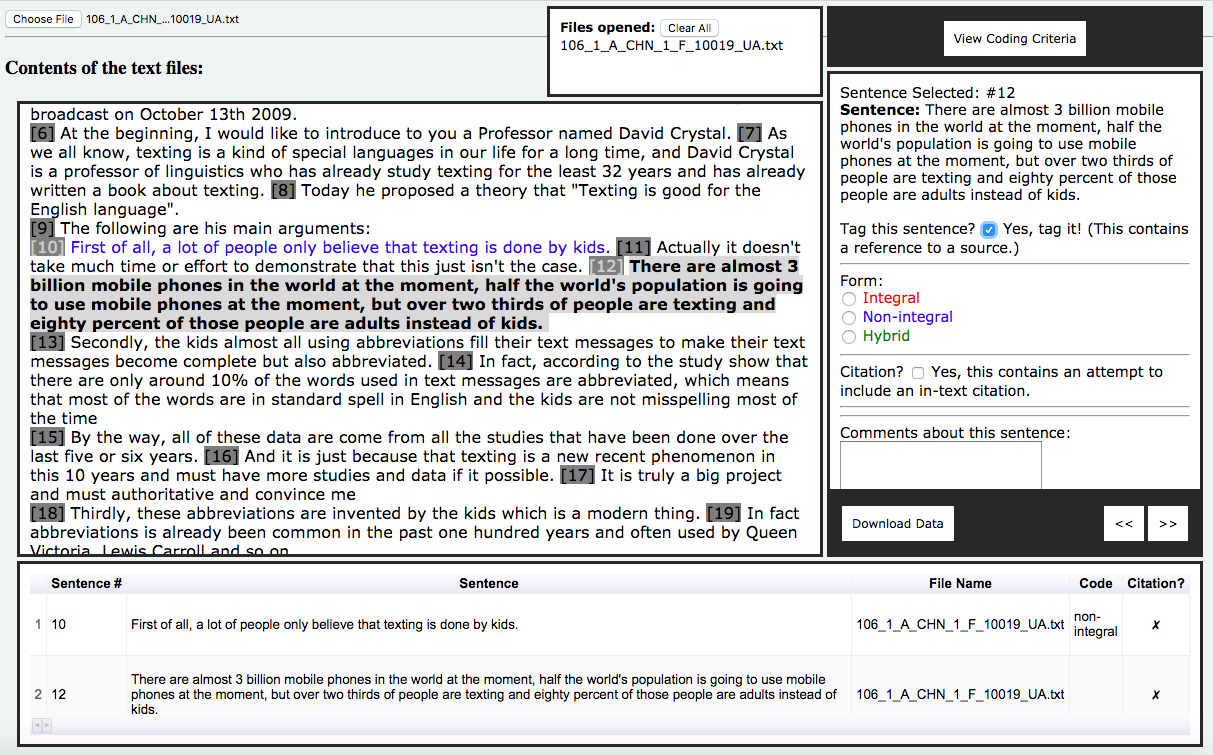 Choose File 106_1_A_CHN_...10019_UA.txt
Files opened: Clear All
106_1_A_CHN_1_F_10019_UA.txt
View Coding Criteria
Contents of the text files:
broadcast on October 13th 2009.
[6] At the beginning, I would like to introduce to you a Professor named David Crystal. [7] As
we all know, texting is a kind of special languages in our life for a long time, and David Crystal
is a professor of linguistics who has already study texting for the least 32 years and has already
written a book about texting. [8] Today he proposed a theory that "Texting is good for the
English language".
[9] The following are his main arguments:
[10] First of all, a lot of people only believe that texting is done by kids. [11] Actually it doesn't
take much time or effort to demonstrate that this just isn't the case. [12] There are almost 3
billion mobile phones in the world at the moment, half the world's population is going
to use mobile phones at the moment, but over two thirds of people are texting and
eighty percent of those people are adults instead of kids.
[13] Secondly, the kids almost all using abbreviations fill their text messages to make their text
messages become complete but also abbreviated. [14] In fact, according to the study show that
there are only around 10% of the words used in text messages are abbreviated, which means
that most of the words are in standard spell in English and the kids are not misspelling most of
the time
[15] By the way, all of these data are come from all the studies that have been done over the
last five or six years. [16] And it is just because that texting is a new recent phenomenon in
this 10 years and must have more studies and data if it possible. [17] It is truly a big project
and must authoritative and convince me
[18] Thirdly, these abbreviations are invented by the kids which is a modern thing. [19] In fact
abbreviations is already been common in the past one hundred years and often used by Queen
Victoria, Lewis Carroll and so on
Sentence Selected: #12
Sentence: There are almost 3 billion mobile
phones in the world at the moment, half the
world's population is going to use mobile
phones at the moment, but over two thirds of
people are texting and eighty percent of those
people are adults instead of kids.
Tag this sentence? Yes, tag it! (This contains
a reference to a source.)
Form:
Integral
Non-integral
Hybrid
Citation? Yes, this contains an attempt to
include an in-text citation.
Comments about this sentence:
Download Data << >>
Sentence # Sentence File Name Code Citation?
1 10 First of all, a lot of people only believe that texting is done by kids. 106_1_A_CHN_1_F_10019_UA.txt non-
integral ✗
2 12 There are almost 3 billion mobile phones in the world at the moment, half the world's population is going to use mobile
phones at the moment, but over two thirds of people are texting and eighty percent of those people are adults instead of
kids. 106_1_A_CHN_1_F_10019_UA.txt ✗